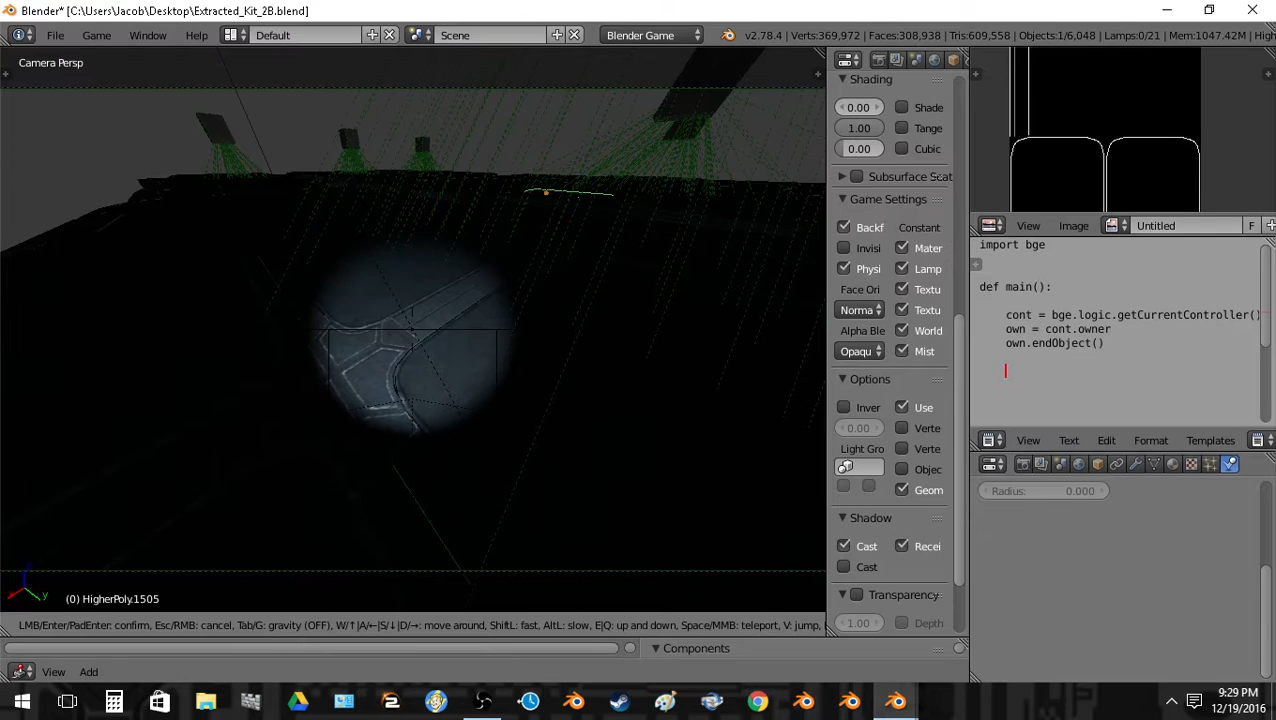 Blender* [C:\Users\Jacob\Desktop\Extracted_Kit_2B.blend]
File Game Window Help Default Scene Blender Game v2.78.4 | Verts:369,972 | Faces:308,938 | Tris:609,558 | Objects:1/6,048 | Lamps:0/21 | Mem:1047.42M |
Camera Persp
(0) HigherPoly.1505
LMB/Enter/PadEnter: confirm, Esc/RMB: cancel, Tab/G: gravity (OFF), W/↑|A/←|S/↓|D/→: move around, ShiftL: fast, AltL: slow, E|Q: up and down, Space/MMB: teleport, V: jump,
Components
View Add
Shading
0.00 Shade
1.00 Tange
0.00 Cubic
Subsurface Scat
Game Settings
Backf Constant
Invisi Mater
Physi Lamp
Face Ori Textu
Norma Textu
Alpha Ble World
Opaqu Mist
Options
Inver Use
0.00 Verte
Light Gro Verte
Objec
Geom
Shadow
Cast Recei
Cast
Transparency
1.00 Depth
View Image Untitled F
import bge
def main():
cont = bge.logic.getCurrentController()
own = cont.owner
own.endObject()
View Text Edit Format Templates
Radius: 0.000
9:29 PM
12/19/2016